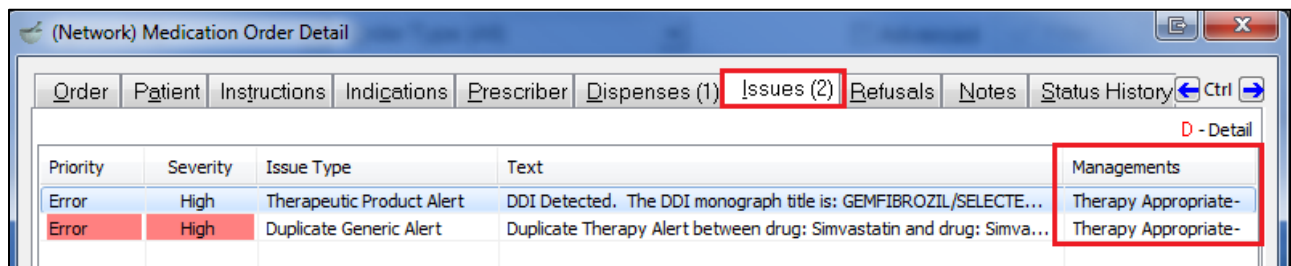 (Network) Medication Order Detail
Order Patient Instructions Indications Prescriber Dispenses (1) Issues (2) Refusals Notes Status History Ctrl
D - Detail
Priority Severity Issue Type Text Managements
Error High Therapeutic Product Alert DDI Detected. The DDI monograph title is: GEMFIBROZIL/SELECTE... Therapy Appropriate-
Error High Duplicate Generic Alert Duplicate Therapy Alert between drug: Simvastatin and drug: Simva... Therapy Appropriate-